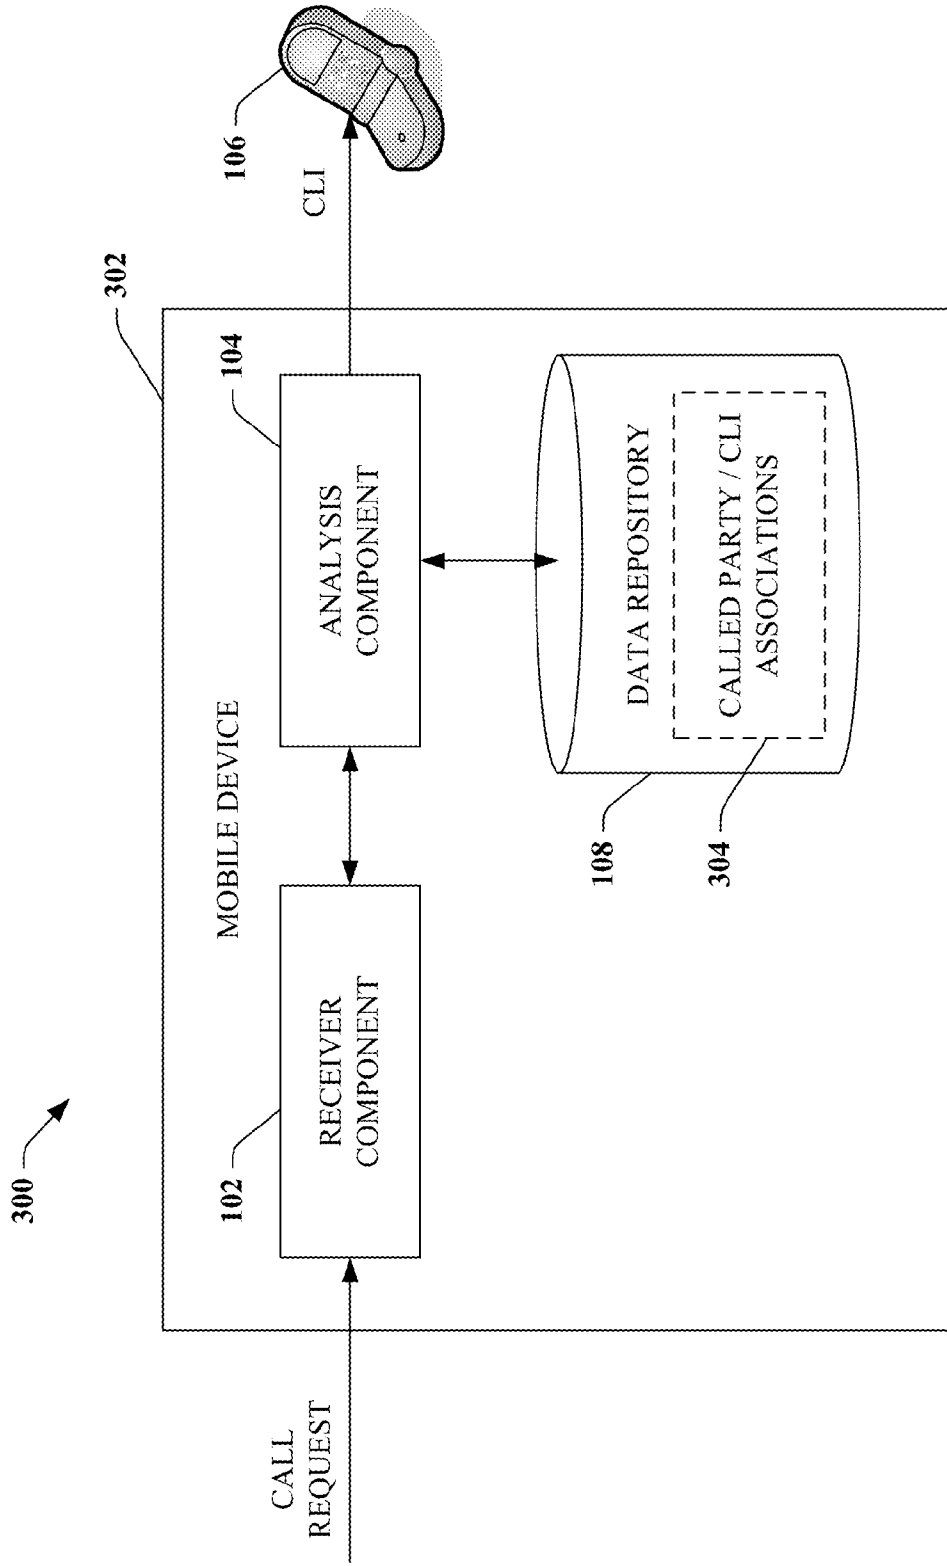 300
302
MOBILE DEVICE
CALL
REQUEST
102
RECEIVER
COMPONENT
104
ANALYSIS
COMPONENT
CLI
106
108
DATA REPOSITORY
304
CALLED PARTY / CLI
ASSOCIATIONS